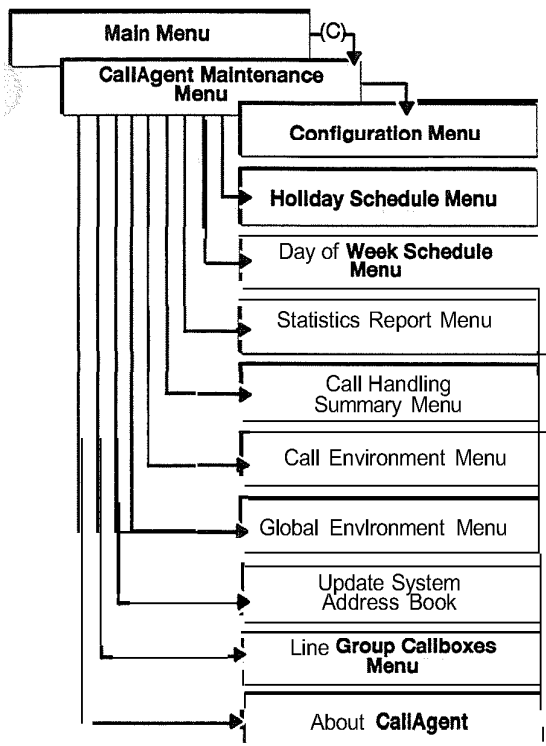 Main Menu
(C)
CallAgent Maintenance
Menu
Configuration Menu
Holiday Schedule Menu
Day of Week Schedule
Menu
Statistics Report Menu
Call Handling
Summary Menu
Call Environment Menu
Global Environment Menu
Update System
Address Book
Line Group Callboxes
Menu
About CallAgent